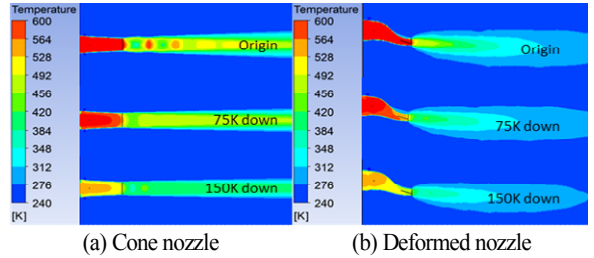 Temperature
600
564
528
492
456
420
384
348
312
276
240
[K]
Origin
75K down
150K down
Temperature
600
564
528
492
456
420
384
348
312
276
240
[K]
Origin
75K down
150K down
(a) Cone nozzle
(b) Deformed nozzle